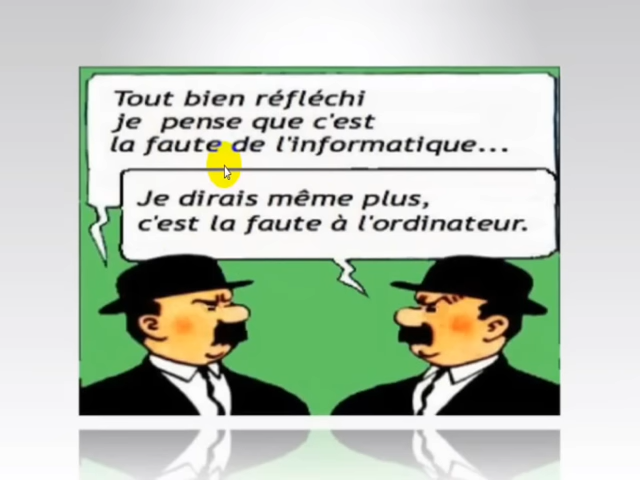 Tout bien réfléchi
je pense que c'est
la faute de l'informatique...
Je dirais même plus,
c'est la faute à l'ordinateur.